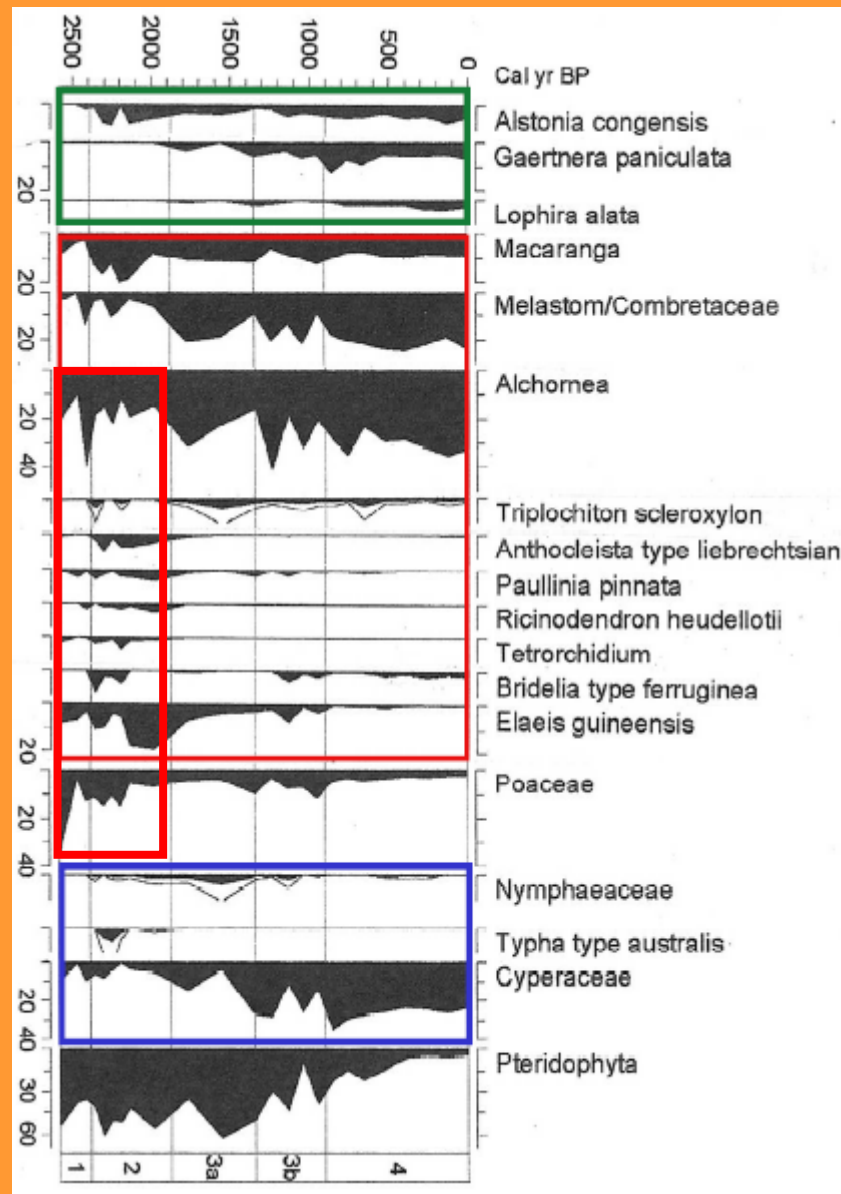 2500 2000 1500 1000 500 0 Cal yr BP
Alstonia congensis
Gaertnera paniculata
20
Lophira alata
Macaranga
20
Melastom/Combretaceae
20
Alchornea
20
40
Triplochiton scleroxylon
Anthocleista type liebrechtsian
Paullinia pinnata
Ricinodendron heudellotii
Tetrorchidium
Bridelia type ferruginea
Elaeis guineensis
20
Poaceae
20
40
Nymphaeaceae
Typha type australis
Cyperaceae
20
40
Pteridophyta
30
60
1 2 3a 3b 4